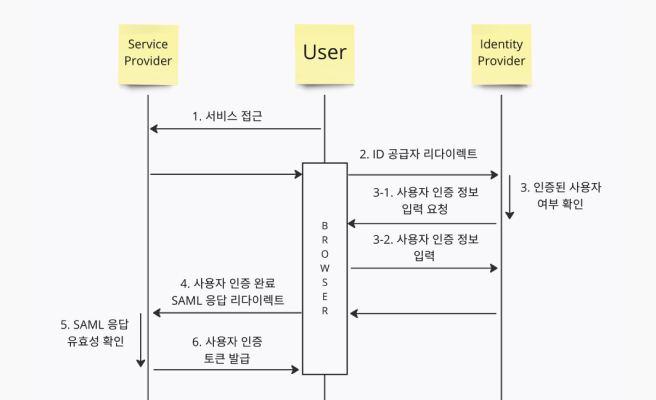 Service
Provider
User
Identity
Provider
1. 서비스 접근
2. ID 공급자 리다이렉트
3. 인증된 사용자
여부 확인
3-1. 사용자 인증 정보
입력 요청
3-2. 사용자 인증 정보
입력
BROWSER
4. 사용자 인증 완료
SAML 응답 리다이렉트
5. SAML 응답
유효성 확인
6. 사용자 인증
토큰 발급